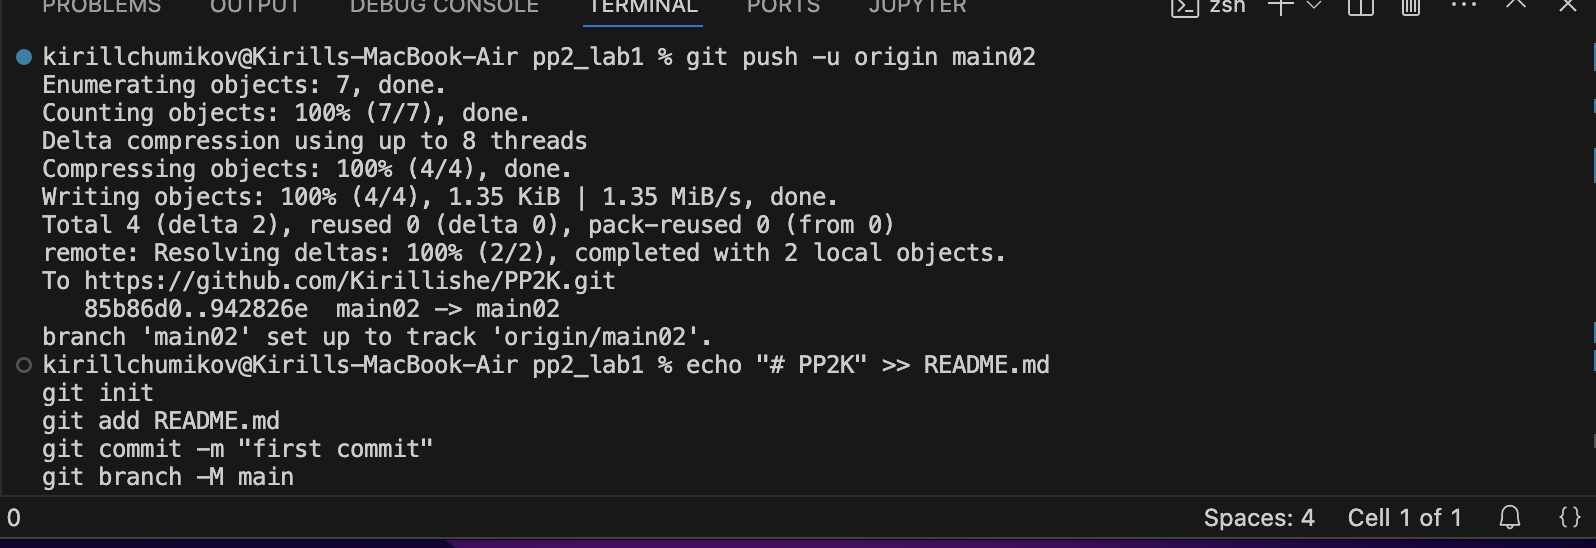 PROBLEMS OUTPUT DEBUG CONSOLE TERMINAL PORTS JUPYTER zsh
kirillchumikov@Kirills-MacBook-Air pp2_lab1 % git push -u origin main02
Enumerating objects: 7, done.
Counting objects: 100% (7/7), done.
Delta compression using up to 8 threads
Compressing objects: 100% (4/4), done.
Writing objects: 100% (4/4), 1.35 KiB | 1.35 MiB/s, done.
Total 4 (delta 2), reused 0 (delta 0), pack-reused 0 (from 0)
remote: Resolving deltas: 100% (2/2), completed with 2 local objects.
To https://github.com/Kirillishe/PP2K.git
   85b86d0..942826e  main02 -> main02
branch 'main02' set up to track 'origin/main02'.
kirillchumikov@Kirills-MacBook-Air pp2_lab1 % echo "# PP2K" >> README.md
git init
git add README.md
git commit -m "first commit"
git branch -M main
0 Spaces: 4 Cell 1 of 1 {}